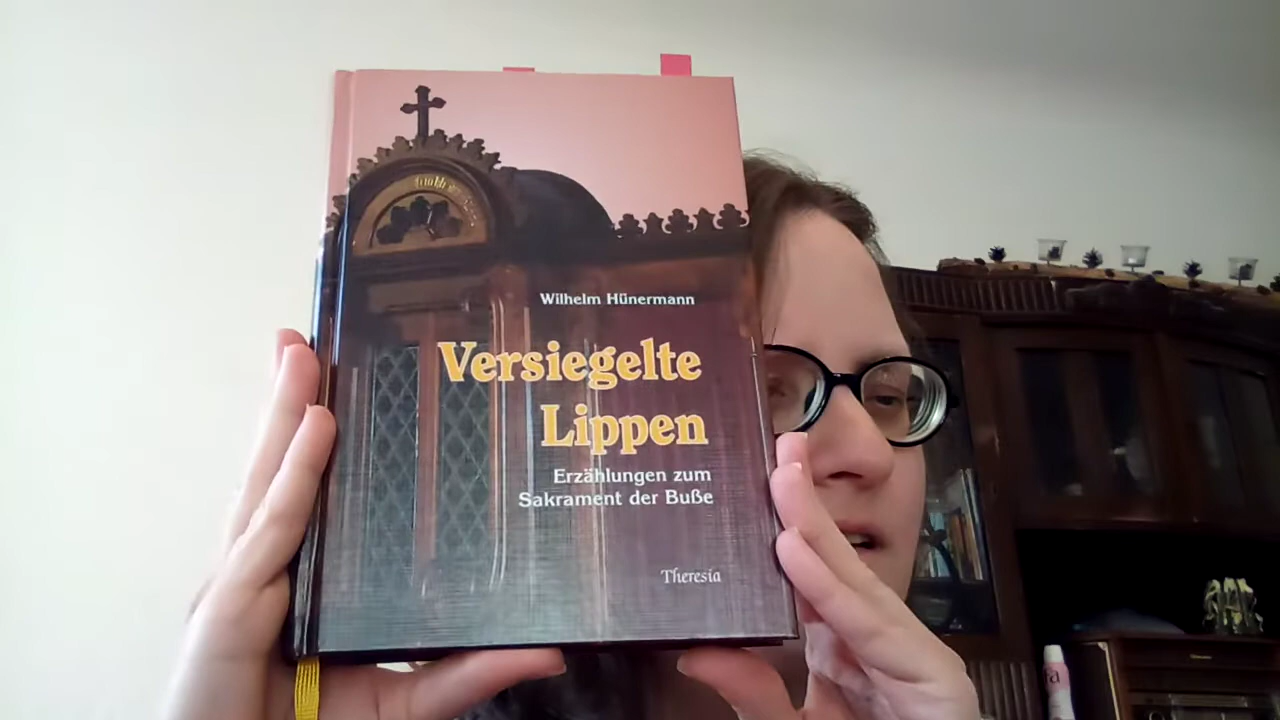 Wilhelm Hünermann
Versiegelte
Lippen
Erzählungen zum
Sakrament der Buße
Theresia